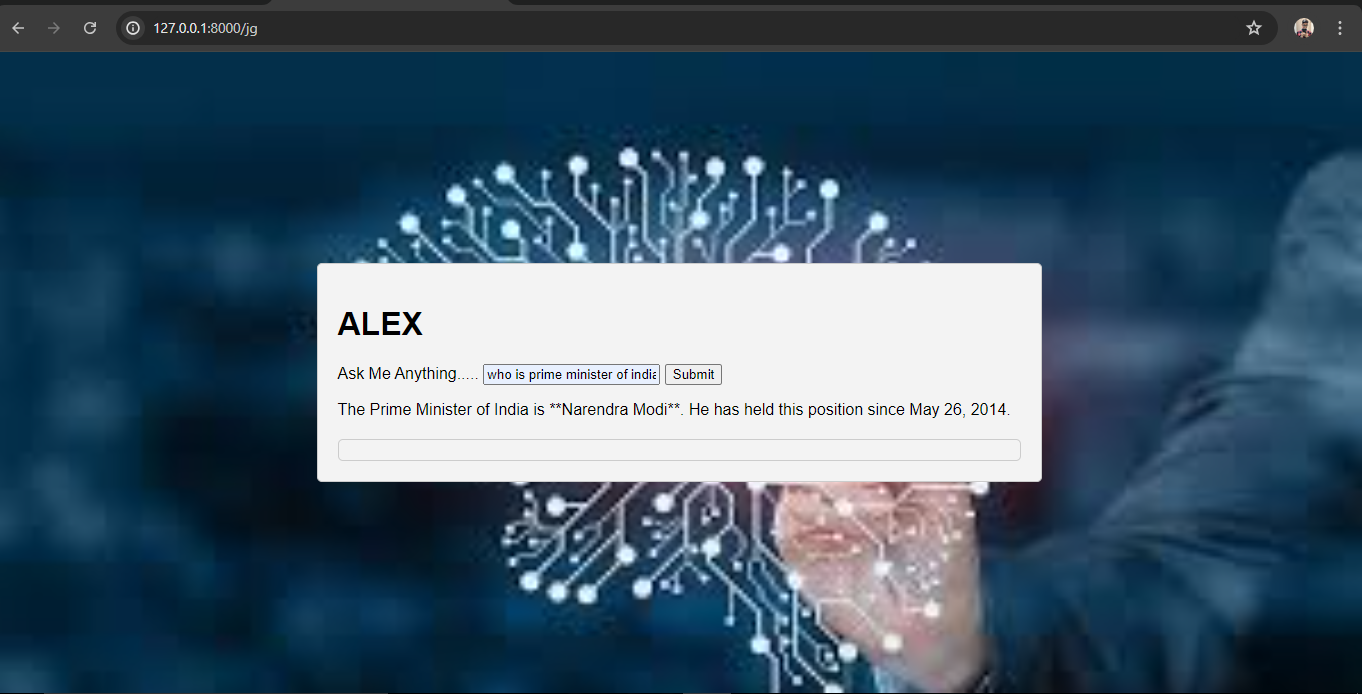 127.0.0.1:8000/jg
ALEX
Ask Me Anything..... who is prime minister of india Submit
The Prime Minister of India is **Narendra Modi**. He has held this position since May 26, 2014.